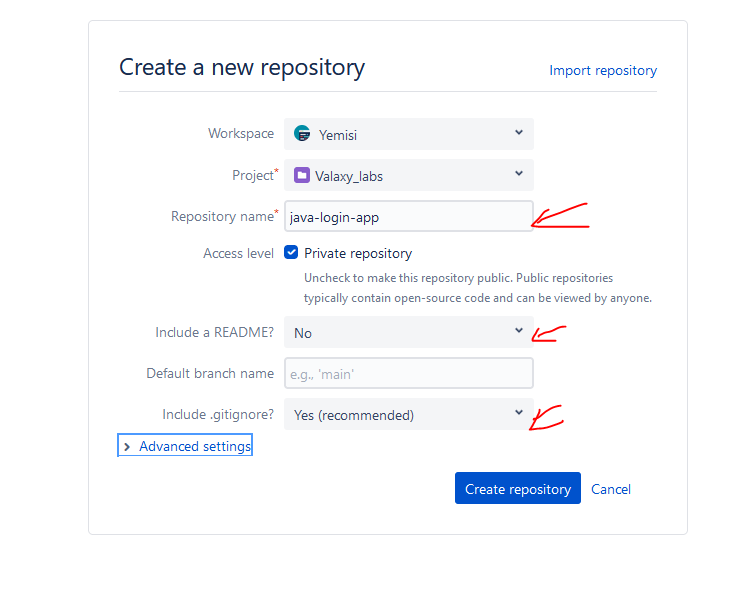 Create a new repository
Import repository
Workspace
Yemisi
Project*
Valaxy_labs
Repository name*
java-login-app
Access level
Private repository
Uncheck to make this repository public. Public repositories
typically contain open-source code and can be viewed by anyone.
Include a README?
No
Default branch name
e.g., 'main'
Include .gitignore?
Yes (recommended)
Advanced settings
Create repository
Cancel